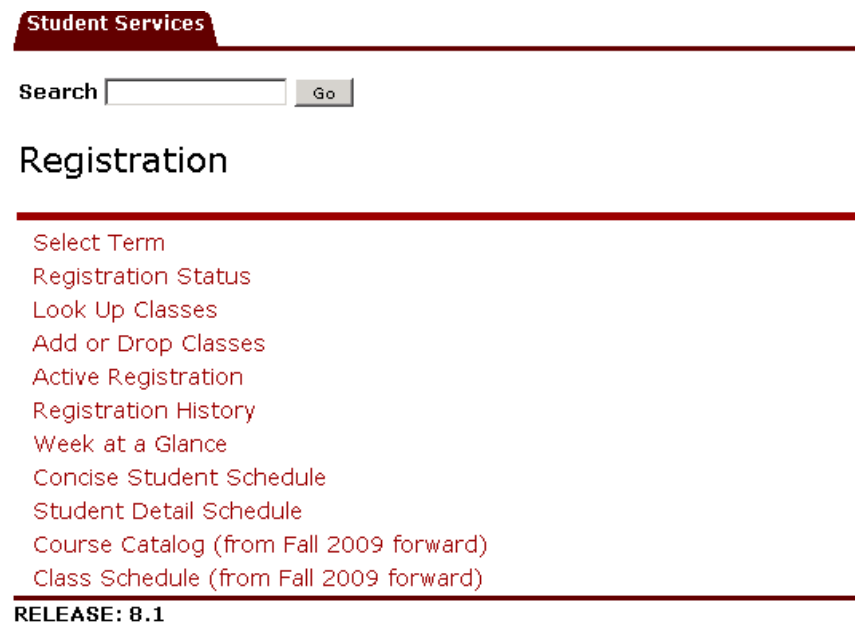 Student Services
Search Go
Registration
Select Term
Registration Status
Look Up Classes
Add or Drop Classes
Active Registration
Registration History
Week at a Glance
Concise Student Schedule
Student Detail Schedule
Course Catalog (from Fall 2009 forward)
Class Schedule (from Fall 2009 forward)
RELEASE: 8.1